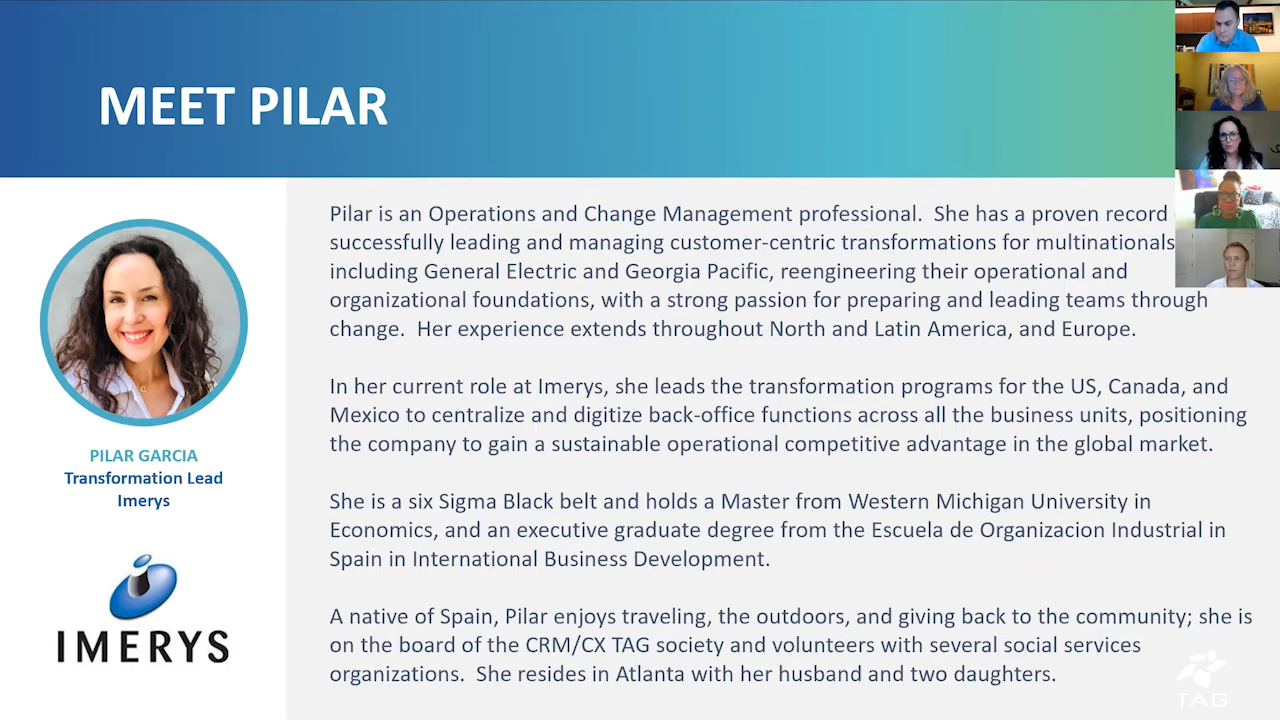 MEET PILAR
Pilar is an Operations and Change Management professional.  She has a proven record
successfully leading and managing customer-centric transformations for multinationals
including General Electric and Georgia Pacific, reengineering their operational and
organizational foundations, with a strong passion for preparing and leading teams through
change.  Her experience extends throughout North and Latin America, and Europe.
In her current role at Imerys, she leads the transformation programs for the US, Canada, and
Mexico to centralize and digitize back-office functions across all the business units, positioning
the company to gain a sustainable operational competitive advantage in the global market.
She is a six Sigma Black belt and holds a Master from Western Michigan University in
Economics, and an executive graduate degree from the Escuela de Organizacion Industrial in
Spain in International Business Development.
A native of Spain, Pilar enjoys traveling, the outdoors, and giving back to the community; she is
on the board of the CRM/CX TAG society and volunteers with several social services
organizations.  She resides in Atlanta with her husband and two daughters.
PILAR GARCIA
Transformation Lead
Imerys
IMERYS
TAG